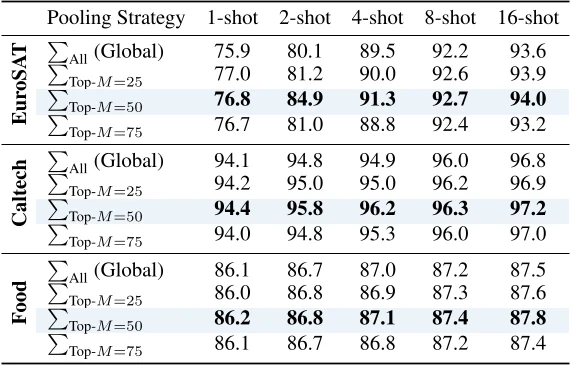 Pooling Strategy 1-shot 2-shot 4-shot 8-shot 16-shot
EuroSAT
∑All (Global) 75.9 80.1 89.5 92.2 93.6
∑Top-M=25 77.0 81.2 90.0 92.6 93.9
∑Top-M=50 76.8 84.9 91.3 92.7 94.0
∑Top-M=75 76.7 81.0 88.8 92.4 93.2
Caltech
∑All (Global) 94.1 94.8 94.9 96.0 96.8
∑Top-M=25 94.2 95.0 95.0 96.2 96.9
∑Top-M=50 94.4 95.8 96.2 96.3 97.2
∑Top-M=75 94.0 94.8 95.3 96.0 97.0
Food
∑All (Global) 86.1 86.7 87.0 87.2 87.5
∑Top-M=25 86.0 86.8 86.9 87.3 87.6
∑Top-M=50 86.2 86.8 87.1 87.4 87.8
∑Top-M=75 86.1 86.7 86.8 87.2 87.4